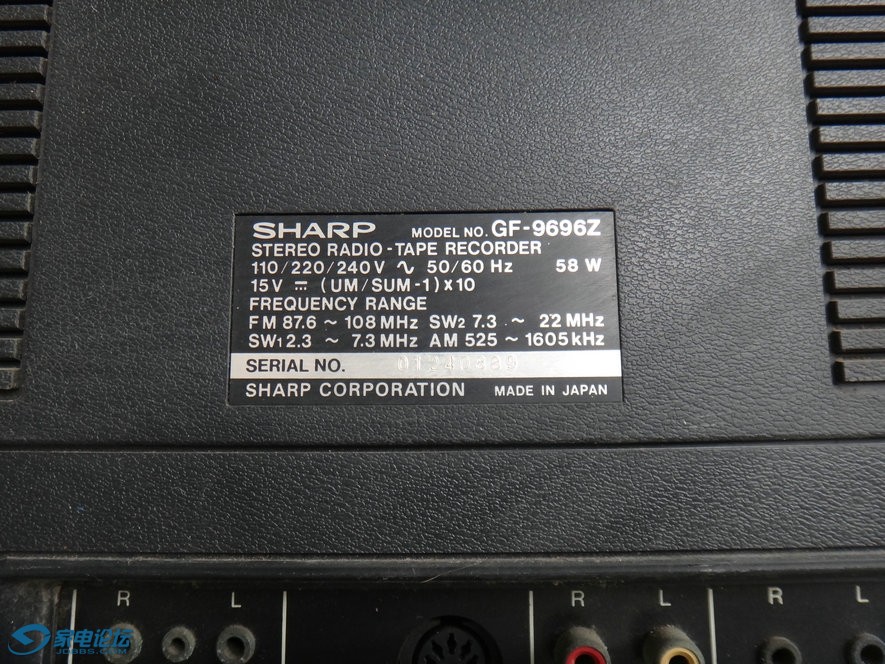 SHARP MODEL NO. GF-9696Z
STEREO RADIO-TAPE RECORDER
110/220/240V ∿ 50/60 Hz 58 W
15V ⎓ (UM/SUM-1)x10
FREQUENCY RANGE
FM 87.6 ~ 108 MHz SW2 7.3 ~ 22 MHz
SW1 2.3 ~ 7.3 MHz AM 525 ~ 1605 kHz
SERIAL NO.
SHARP CORPORATION MADE IN JAPAN
R L R L R L
家电论坛
JDBBS.COM